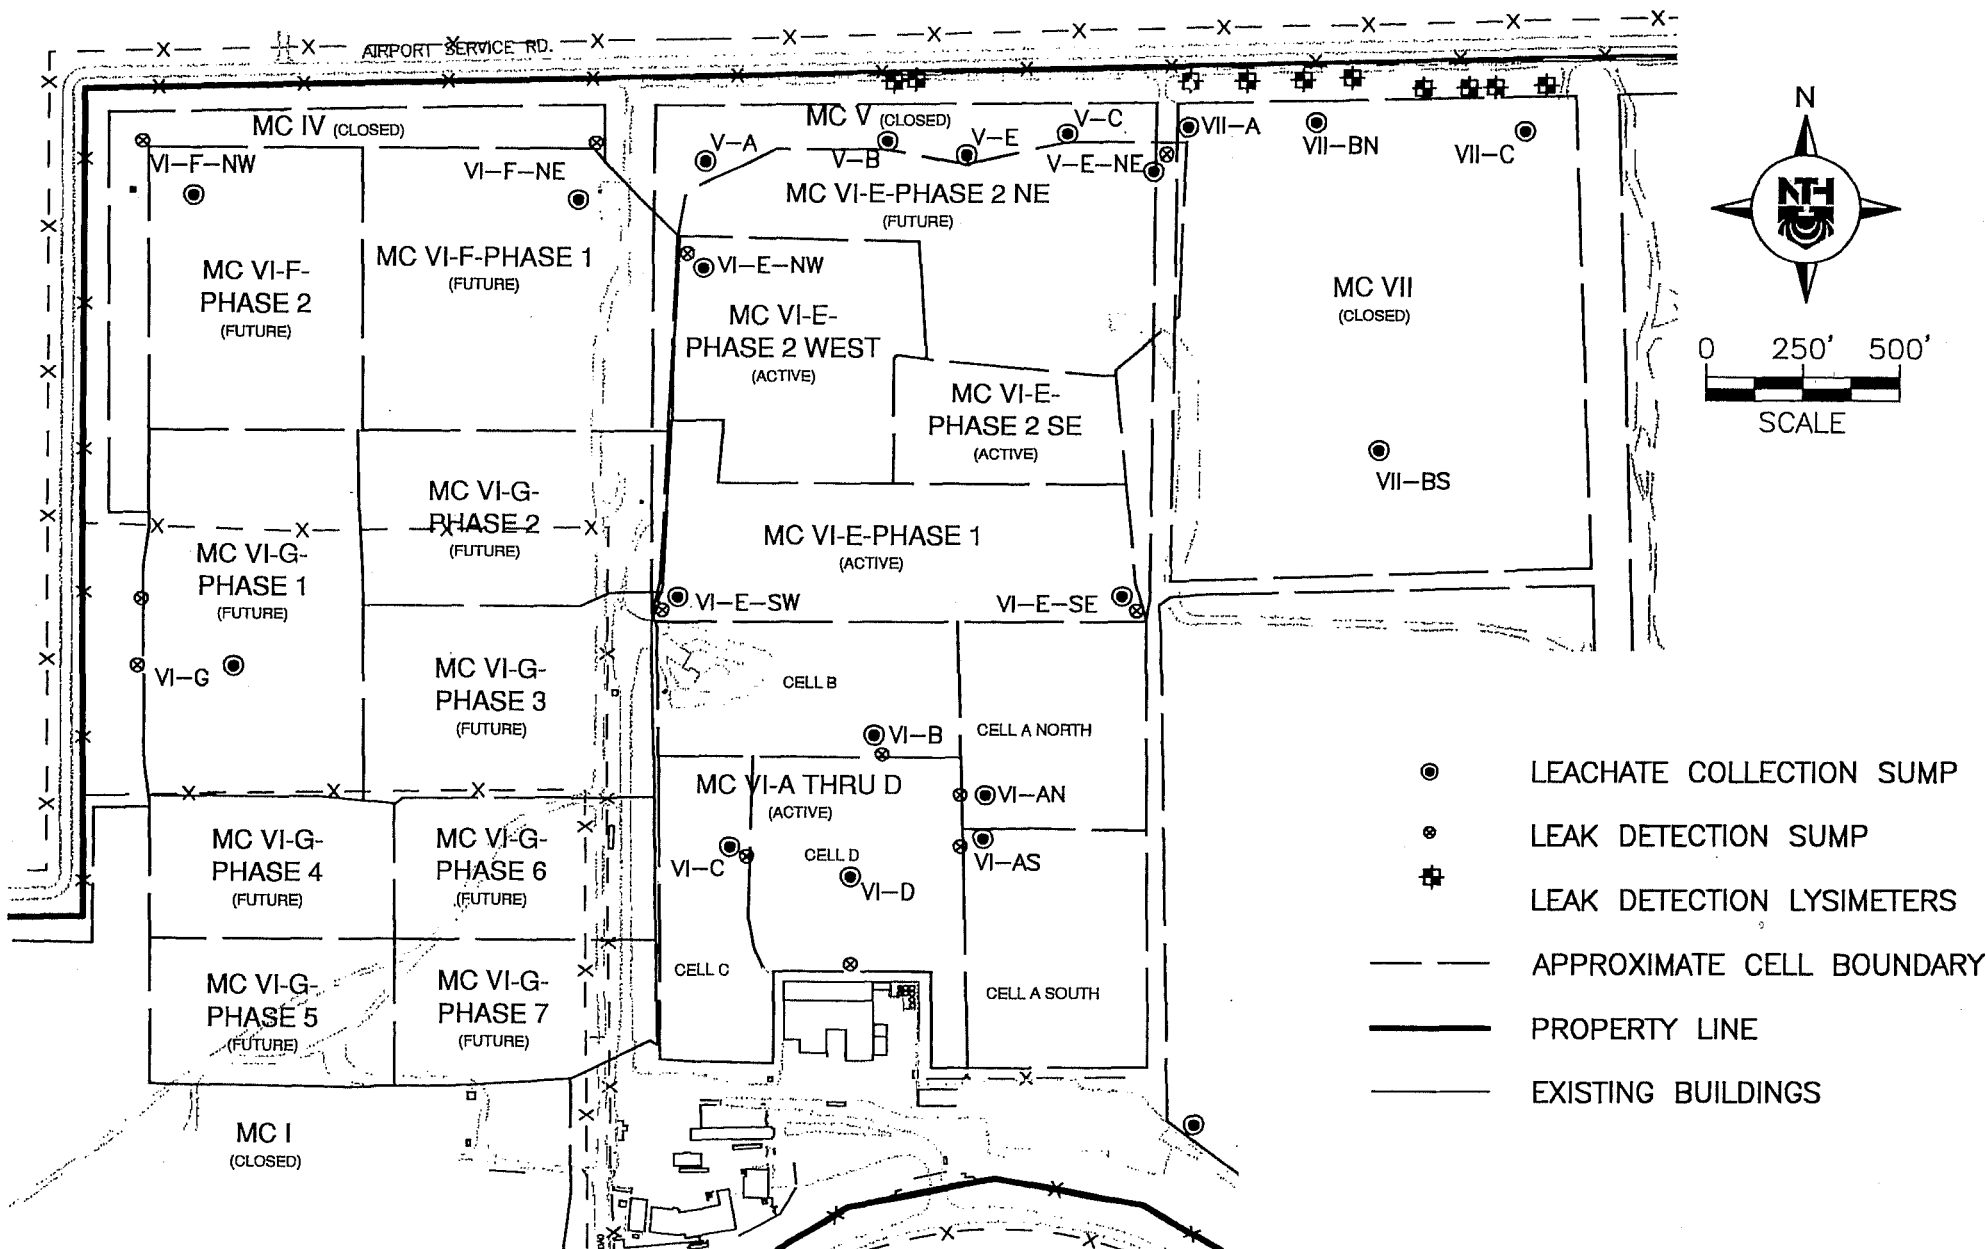 AIRPORT SERVICE RD.
MC IV (CLOSED)
MC V (CLOSED)
V-A
V-B
V-E
V-C
V-E-NE
VII-A
VII-BN
VII-C
N
NTH
VI-F-NW
VI-F-NE
MC VI-E-PHASE 2 NE
(FUTURE)
MC VI-F-
PHASE 2
(FUTURE)
MC VI-F-PHASE 1
(FUTURE)
VI-E-NW
MC VI-E-
PHASE 2 WEST
(ACTIVE)
MC VII
(CLOSED)
0 250' 500'
SCALE
MC VI-E-
PHASE 2 SE
(ACTIVE)
VII-BS
MC VI-G-
PHASE 2
(FUTURE)
MC VI-G-
PHASE 1
(FUTURE)
MC VI-E-PHASE 1
(ACTIVE)
VI-E-SW
VI-E-SE
VI-G
MC VI-G-
PHASE 3
(FUTURE)
CELL B
VI-B
CELL A NORTH
MC VI-A THRU D
(ACTIVE)
VI-AN
MC VI-G-
PHASE 4
(FUTURE)
MC VI-G-
PHASE 6
(FUTURE)
VI-C
CELL D
VI-D
VI-AS
CELL C
CELL A SOUTH
MC VI-G-
PHASE 5
(FUTURE)
MC VI-G-
PHASE 7
(FUTURE)
MC I
(CLOSED)
LEACHATE COLLECTION SUMP
LEAK DETECTION SUMP
LEAK DETECTION LYSIMETERS
APPROXIMATE CELL BOUNDARY
PROPERTY LINE
EXISTING BUILDINGS